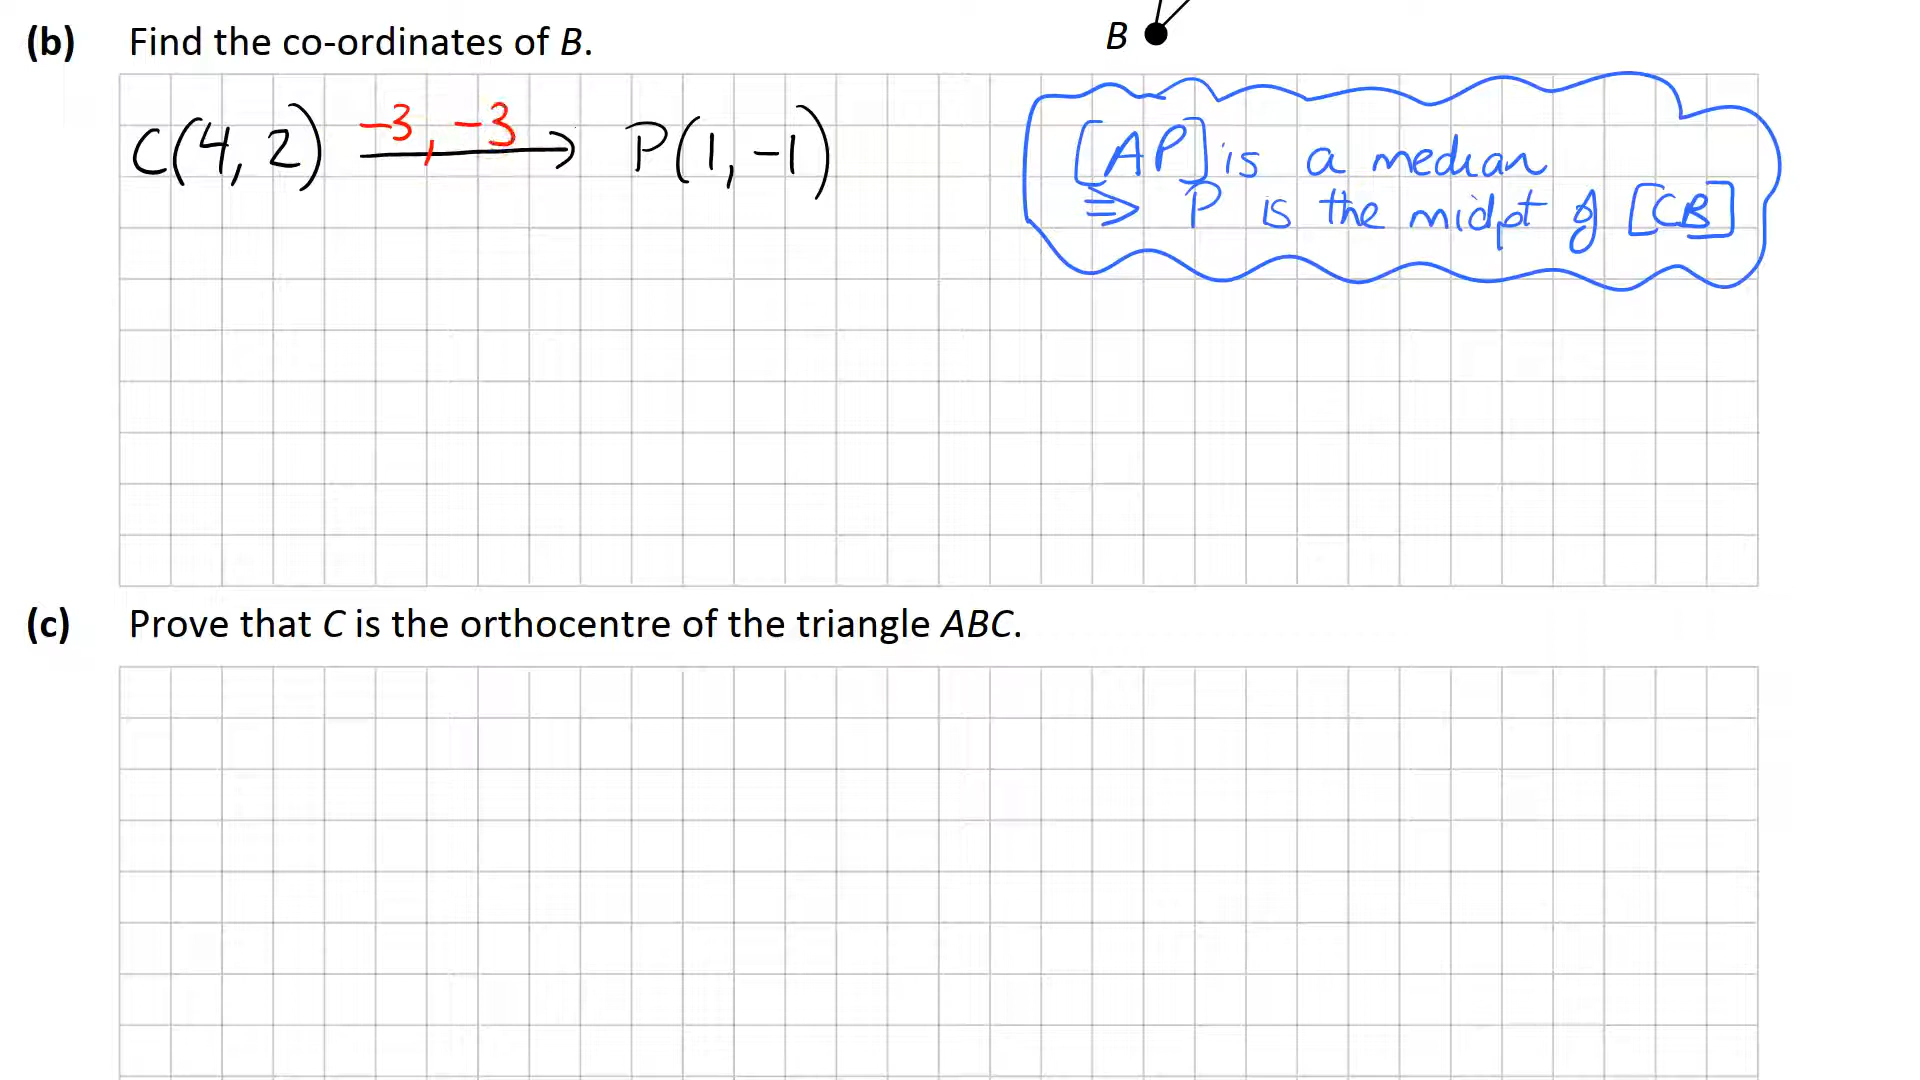 B
(b) Find the co-ordinates of B.
C(4, 2) -3, -3 → P(1, -1)
[AP] is a median
⇒ P is the midpt of [CB]
(c) Prove that C is the orthocentre of the triangle ABC.